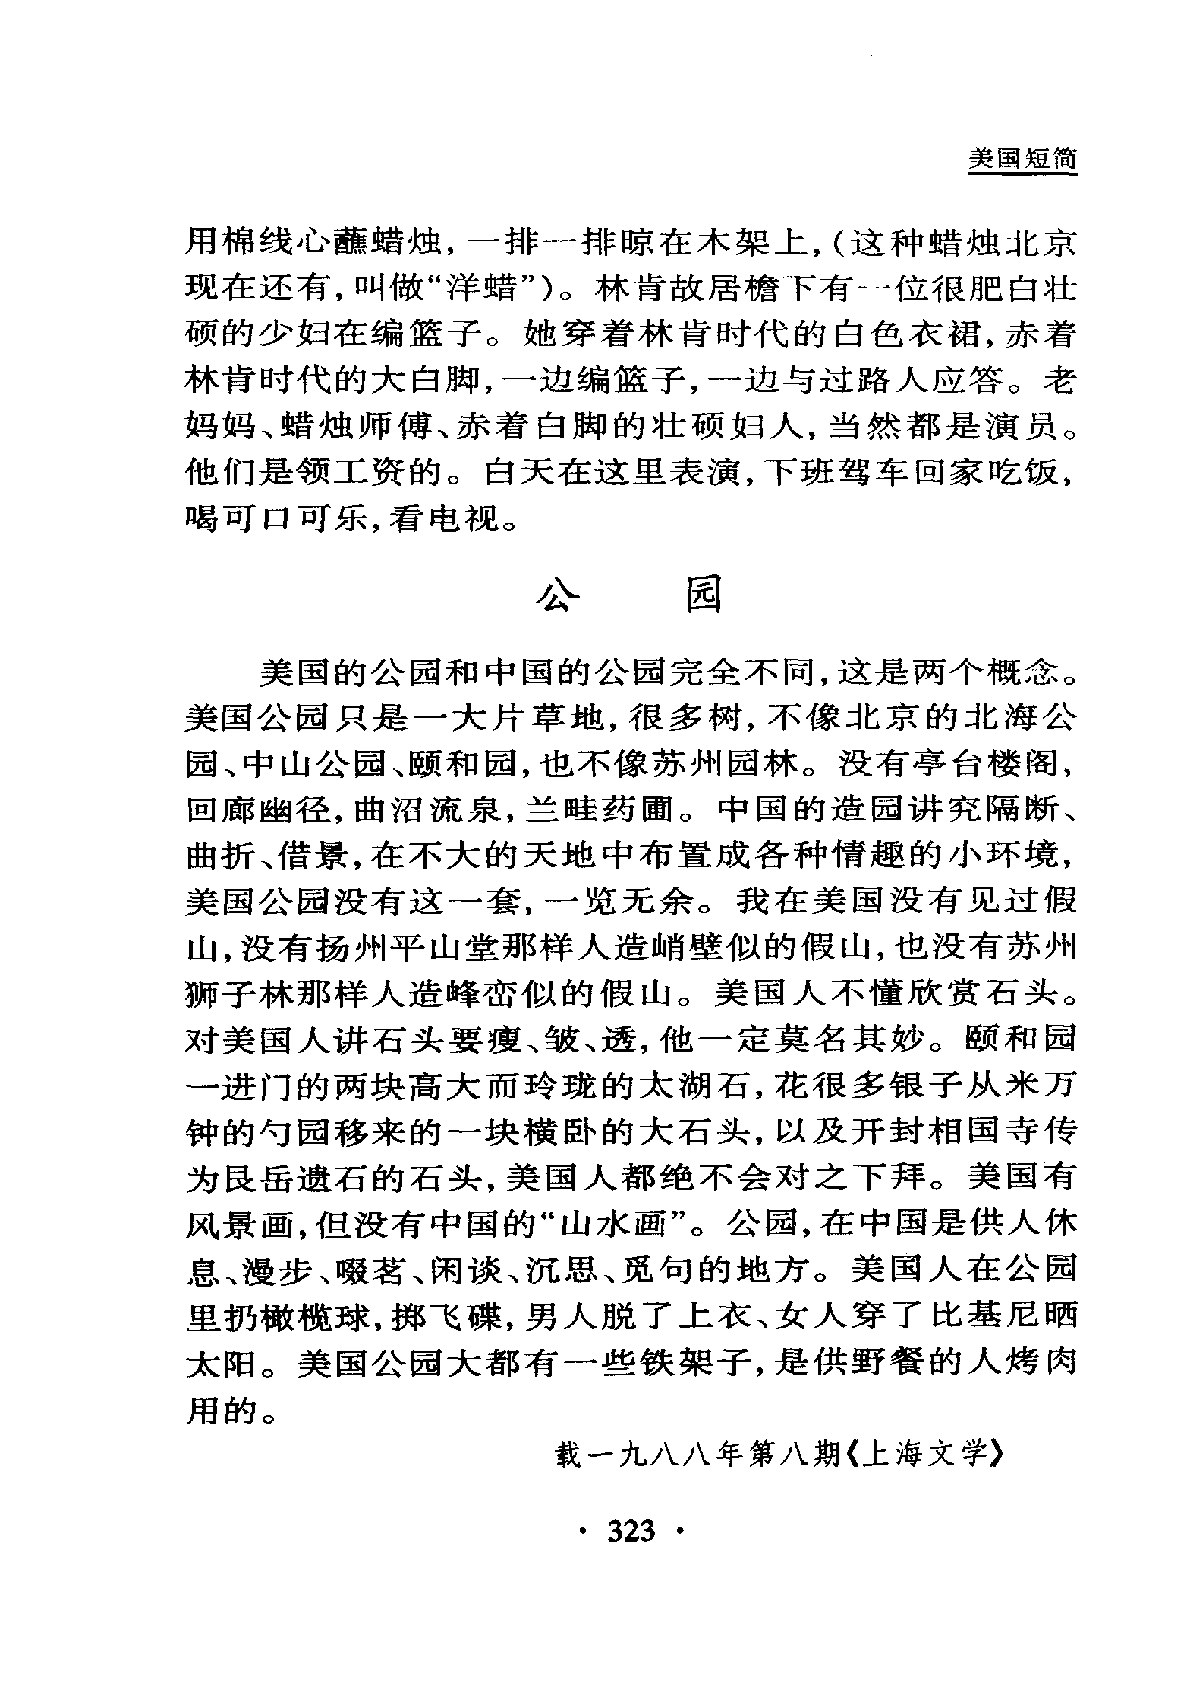 美国短简
用棉线心蘸蜡烛，一排一排晾在木架上，（这种蜡烛北京
现在还有，叫做“洋蜡”）。林肯故居檐下有一位很肥白壮
硕的少妇在编篮子。她穿着林肯时代的白色衣裙，赤着
林肯时代的大白脚，一边编篮子，一边与过路人应答。老
妈妈、蜡烛师傅、赤着白脚的壮硕妇人，当然都是演员。
他们是领工资的。白天在这里表演，下班驾车回家吃饭，
喝可口可乐，看电视。
公　园
美国的公园和中国的公园完全不同，这是两个概念。
美国公园只是一大片草地，很多树，不像北京的北海公
园、中山公园、颐和园，也不像苏州园林。没有亭台楼阁，
回廊幽径，曲沼流泉，兰畦药圃。中国的造园讲究隔断、
曲折、借景，在不大的天地中布置成各种情趣的小环境，
美国公园没有这一套，一览无余。我在美国没有见过假
山，没有扬州平山堂那样人造峭壁似的假山，也没有苏州
狮子林那样人造峰峦似的假山。美国人不懂欣赏石头。
对美国人讲石头要瘦、皱、透，他一定莫名其妙。颐和园
一进门的两块高大而玲珑的太湖石，花很多银子从米万
钟的勺园移来的一块横卧的大石头，以及开封相国寺传
为艮岳遗石的石头，美国人都绝不会对之下拜。美国有
风景画，但没有中国的“山水画”。公园，在中国是供人休
息、漫步、啜茗、闲谈、沉思、觅句的地方。美国人在公园
里扔橄榄球，掷飞碟，男人脱了上衣、女人穿了比基尼晒
太阳。美国公园大都有一些铁架子，是供野餐的人烤肉
用的。
载一九八八年第八期《上海文学》
· 323 ·